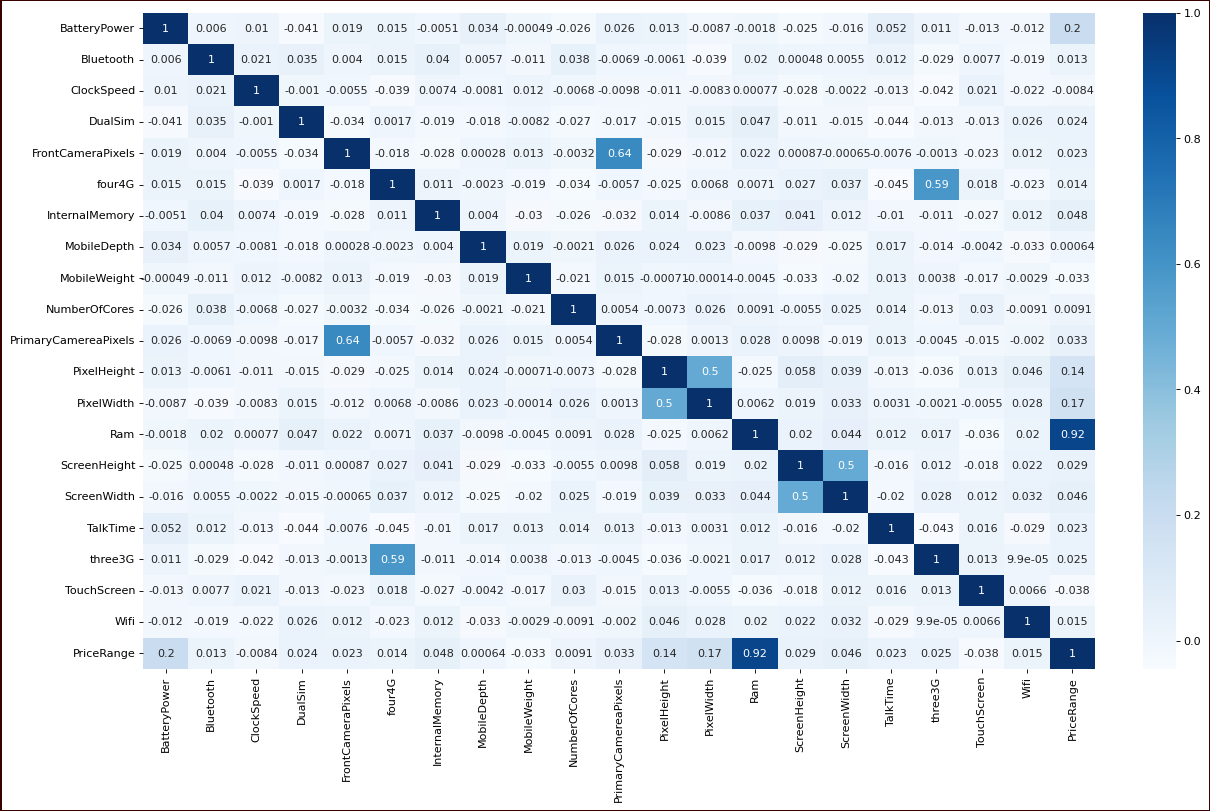 BatteryPower 1 0.006 0.01 -0.041 0.019 0.015 -0.0051 0.034 -0.00049 -0.026 0.026 0.013 -0.0087 -0.0018 -0.025 -0.016 0.052 0.011 -0.013 -0.012 0.2 1.0
Bluetooth 0.006 1 0.021 0.035 0.004 0.015 0.04 0.0057 -0.011 0.038 -0.0069 -0.0061 -0.039 0.02 0.00048 0.0055 0.012 -0.029 0.0077 -0.019 0.013
ClockSpeed 0.01 0.021 1 -0.001 -0.0055 -0.039 0.0074 -0.0081 0.012 -0.0068 -0.0098 -0.011 -0.0083 0.00077 -0.028 -0.0022 -0.013 -0.042 0.021 -0.022 -0.0084
DualSim -0.041 0.035 -0.001 1 -0.034 0.0017 -0.019 -0.018 -0.0082 -0.027 -0.017 -0.015 0.015 0.047 -0.011 -0.015 -0.044 -0.013 -0.013 0.026 0.024
0.8
FrontCameraPixels 0.019 0.004 -0.0055 -0.034 1 -0.018 -0.028 0.00028 0.013 -0.0032 0.64 -0.029 -0.012 0.022 0.00087 -0.00065 -0.0076 -0.0013 -0.023 0.012 0.023
four4G 0.015 0.015 -0.039 0.0017 -0.018 1 0.011 -0.0023 -0.019 -0.034 -0.0057 -0.025 0.0068 0.0071 0.027 0.037 -0.045 0.59 0.018 -0.023 0.014
InternalMemory -0.0051 0.04 0.0074 -0.019 -0.028 0.011 1 0.004 -0.03 -0.026 -0.032 0.014 -0.0086 0.037 0.041 0.012 -0.01 -0.011 -0.027 0.012 0.048
MobileDepth 0.034 0.0057 -0.0081 -0.018 0.00028 -0.0023 0.004 1 0.019 -0.0021 0.026 0.024 0.023 -0.0098 -0.029 -0.025 0.017 -0.014 -0.0042 -0.033 0.00064
0.6
MobileWeight -0.00049 -0.011 0.012 -0.0082 0.013 -0.019 -0.03 0.019 1 -0.021 0.015 -0.00071 -0.00014 -0.0045 -0.033 -0.02 0.013 0.0038 -0.017 -0.0029 -0.033
NumberOfCores -0.026 0.038 -0.0068 -0.027 -0.0032 -0.034 -0.026 -0.0021 -0.021 1 0.0054 -0.0073 0.026 0.0091 -0.0055 0.025 0.014 -0.013 0.03 -0.0091 0.0091
PrimaryCamereaPixels 0.026 -0.0069 -0.0098 -0.017 0.64 -0.0057 -0.032 0.026 0.015 0.0054 1 -0.028 0.0013 0.028 0.0098 -0.019 0.013 -0.0045 -0.015 -0.002 0.033
PixelHeight 0.013 -0.0061 -0.011 -0.015 -0.029 -0.025 0.014 0.024 -0.00071 -0.0073 -0.028 1 0.5 -0.025 0.058 0.039 -0.013 -0.036 0.013 0.046 0.14
0.4
PixelWidth -0.0087 -0.039 -0.0083 0.015 -0.012 0.0068 -0.0086 0.023 -0.00014 0.026 0.0013 0.5 1 0.0062 0.019 0.033 0.0031 -0.0021 -0.0055 0.028 0.17
Ram -0.0018 0.02 0.00077 0.047 0.022 0.0071 0.037 -0.0098 -0.0045 0.0091 0.028 -0.025 0.0062 1 0.02 0.044 0.012 0.017 -0.036 0.02 0.92
ScreenHeight -0.025 0.00048 -0.028 -0.011 0.00087 0.027 0.041 -0.029 -0.033 -0.0055 0.0098 0.058 0.019 0.02 1 0.5 -0.016 0.012 -0.018 0.022 0.029
ScreenWidth -0.016 0.0055 -0.0022 -0.015 -0.00065 0.037 0.012 -0.025 -0.02 0.025 -0.019 0.039 0.033 0.044 0.5 1 -0.02 0.028 0.012 0.032 0.046
0.2
TalkTime 0.052 0.012 -0.013 -0.044 -0.0076 -0.045 -0.01 0.017 0.013 0.014 0.013 -0.013 0.0031 0.012 -0.016 -0.02 1 -0.043 0.016 -0.029 0.023
three3G 0.011 -0.029 -0.042 -0.013 -0.0013 0.59 -0.011 -0.014 0.0038 -0.013 -0.0045 -0.036 -0.0021 0.017 0.012 0.028 -0.043 1 0.013 9.9e-05 0.025
TouchScreen -0.013 0.0077 0.021 -0.013 -0.023 0.018 -0.027 -0.0042 -0.017 0.03 -0.015 0.013 -0.0055 -0.036 -0.018 0.012 0.016 0.013 1 0.0066 -0.038
Wifi -0.012 -0.019 -0.022 0.026 0.012 -0.023 0.012 -0.033 -0.0029 -0.0091 -0.002 0.046 0.028 0.02 0.022 0.032 -0.029 9.9e-05 0.0066 1 0.015
0.0
PriceRange 0.2 0.013 -0.0084 0.024 0.023 0.014 0.048 0.00064 -0.033 0.0091 0.033 0.14 0.17 0.92 0.029 0.046 0.023 0.025 -0.038 0.015 1
BatteryPower
Bluetooth
ClockSpeed
DualSim
FrontCameraPixels
four4G
InternalMemory
MobileDepth
MobileWeight
NumberOfCores
PrimaryCamereaPixels
PixelHeight
PixelWidth
Ram
ScreenHeight
ScreenWidth
TalkTime
three3G
TouchScreen
Wifi
PriceRange